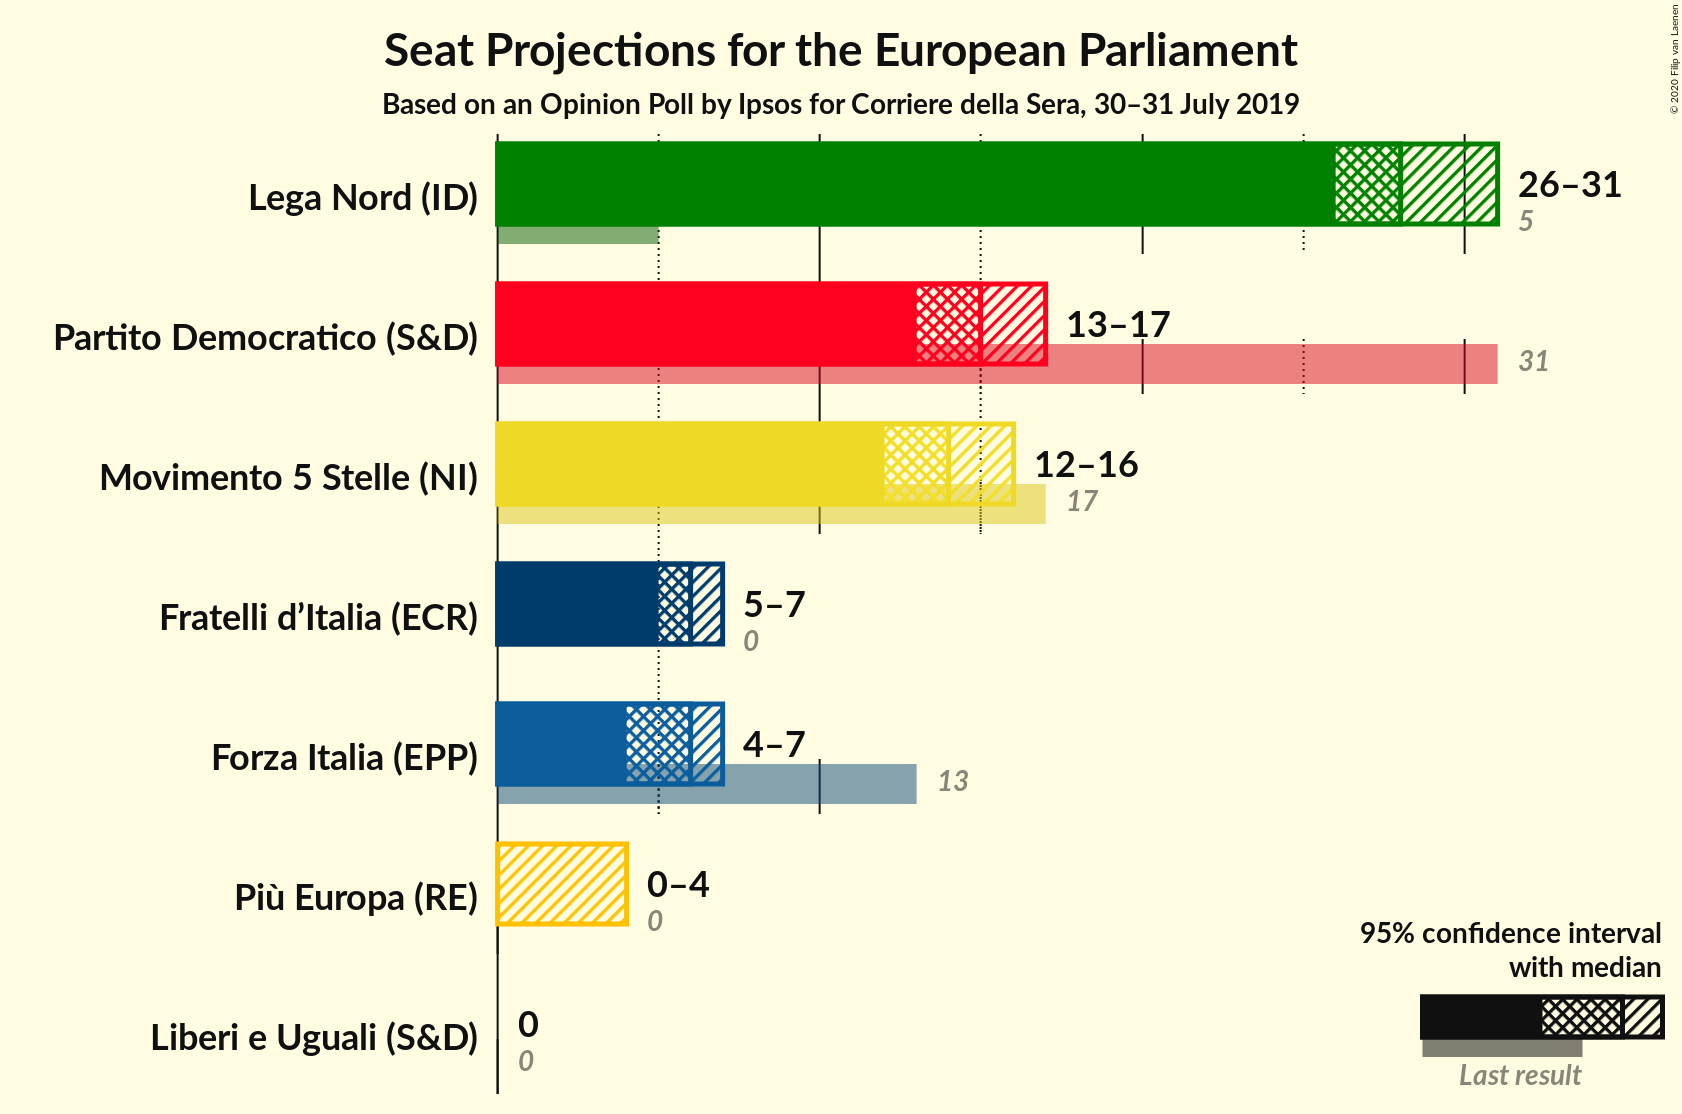 Seat Projections for the European Parliament
Based on an Opinion Poll by Ipsos for Corriere della Sera, 30–31 July 2019
© 2020 Filip van Laenen
Lega Nord (ID)
26–31
5
Partito Democratico (S&D)
13–17
31
Movimento 5 Stelle (NI)
12–16
17
Fratelli d’Italia (ECR)
5–7
0
Forza Italia (EPP)
4–7
13
Più Europa (RE)
0–4
0
Liberi e Uguali (S&D)
0
0
95% confidence interval
with median
Last result